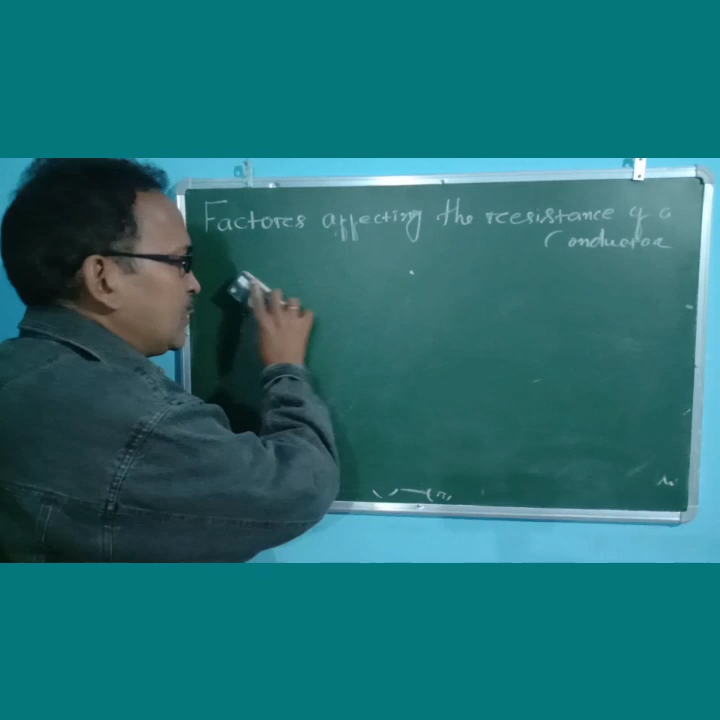 Factores affecting the reesistance of a
Conductor